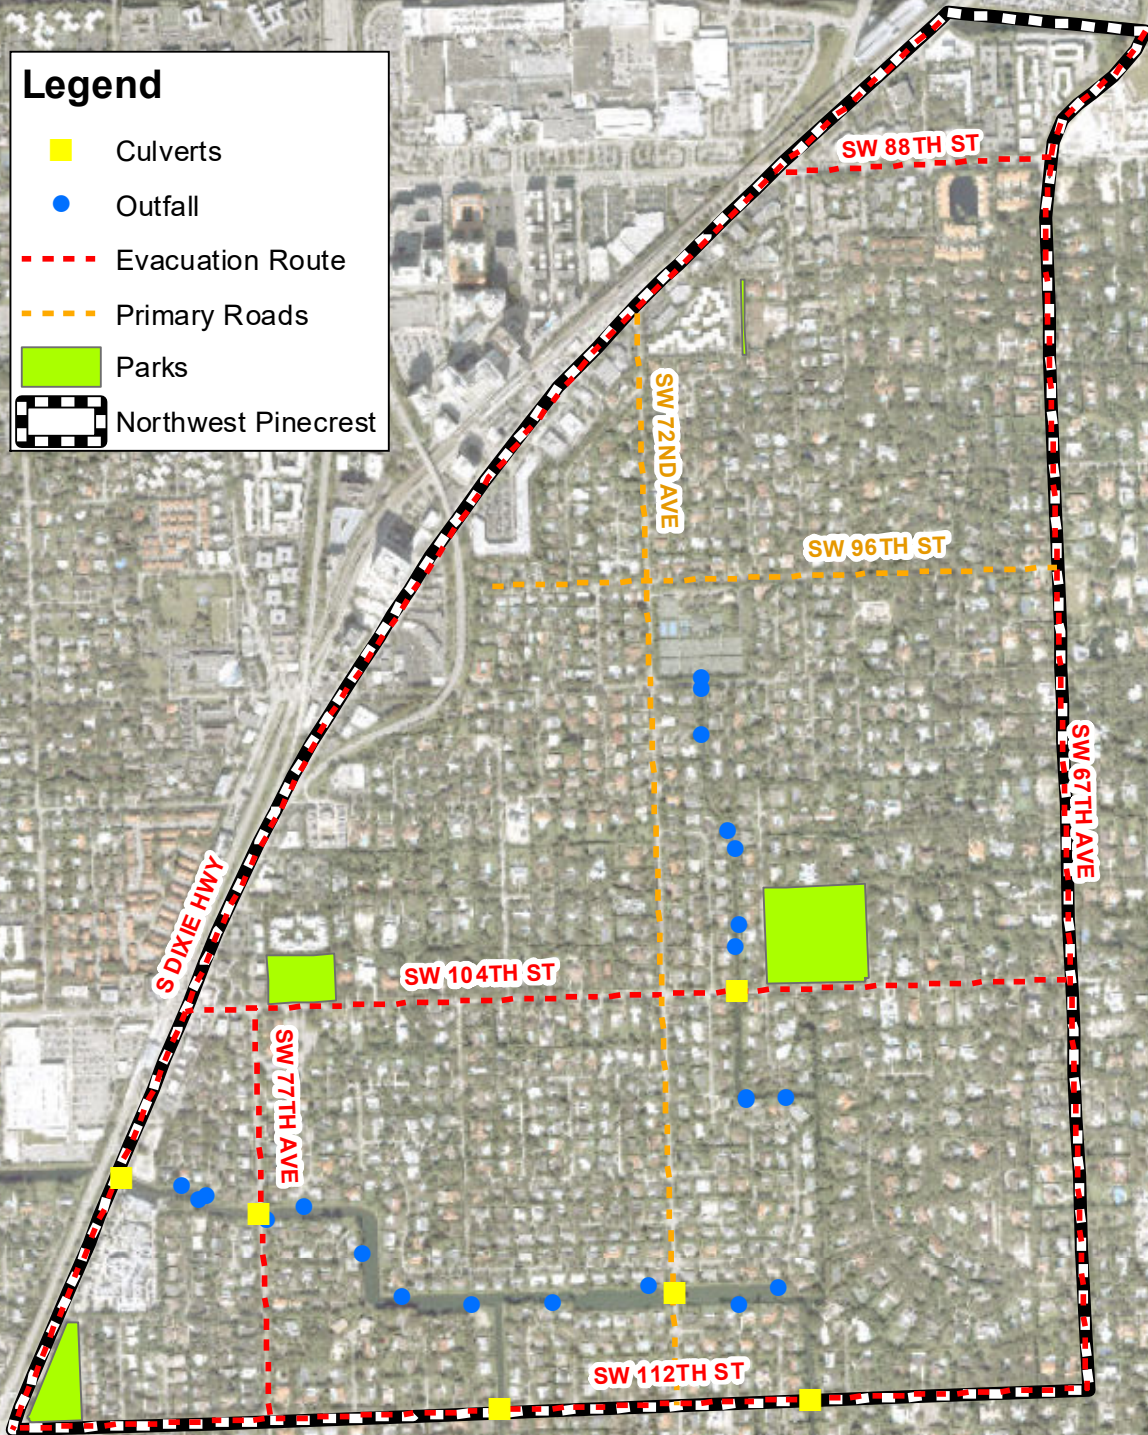 Legend
Culverts
Outfall
Evacuation Route
Primary Roads
Parks
Northwest Pinecrest
SW 88TH ST
SW 72ND AVE
SW 96TH ST
SW 67TH AVE
S DIXIE HWY
SW 104TH ST
SW 77TH AVE
SW 112TH ST